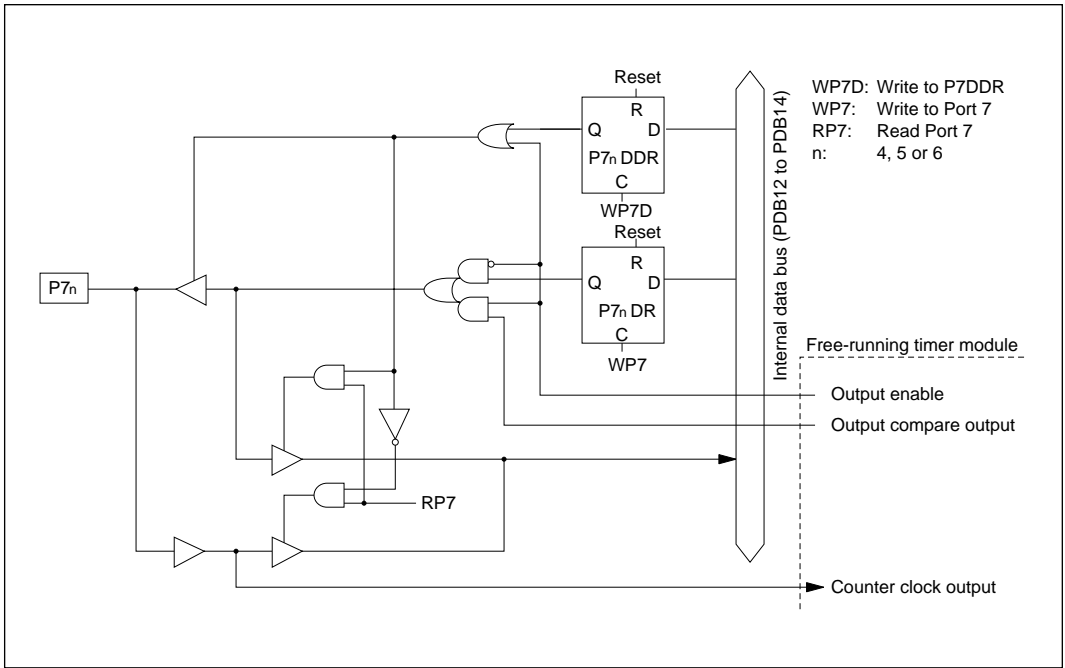 Reset
R
Q D
P7n DDR
C
WP7D
Reset
R
Q D
P7n DR
C
WP7
P7n
RP7
Internal data bus (PDB12 to PDB14)
WP7D: Write to P7DDR
WP7: Write to Port 7
RP7: Read Port 7
n: 4, 5 or 6
Free-running timer module
Output enable
Output compare output
Counter clock output